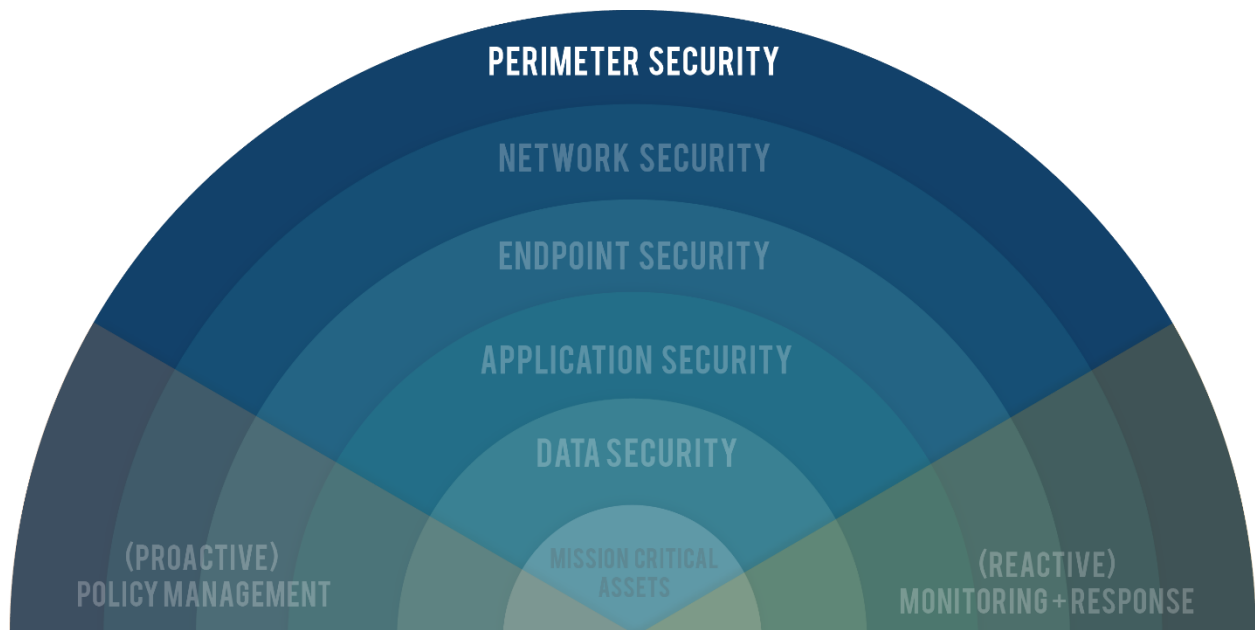 PERIMETER SECURITY
NETWORK SECURITY
ENDPOINT SECURITY
APPLICATION SECURITY
DATA SECURITY
MISSION CRITICAL
ASSETS
(PROACTIVE)
POLICY MANAGEMENT
(REACTIVE)
MONITORING + RESPONSE